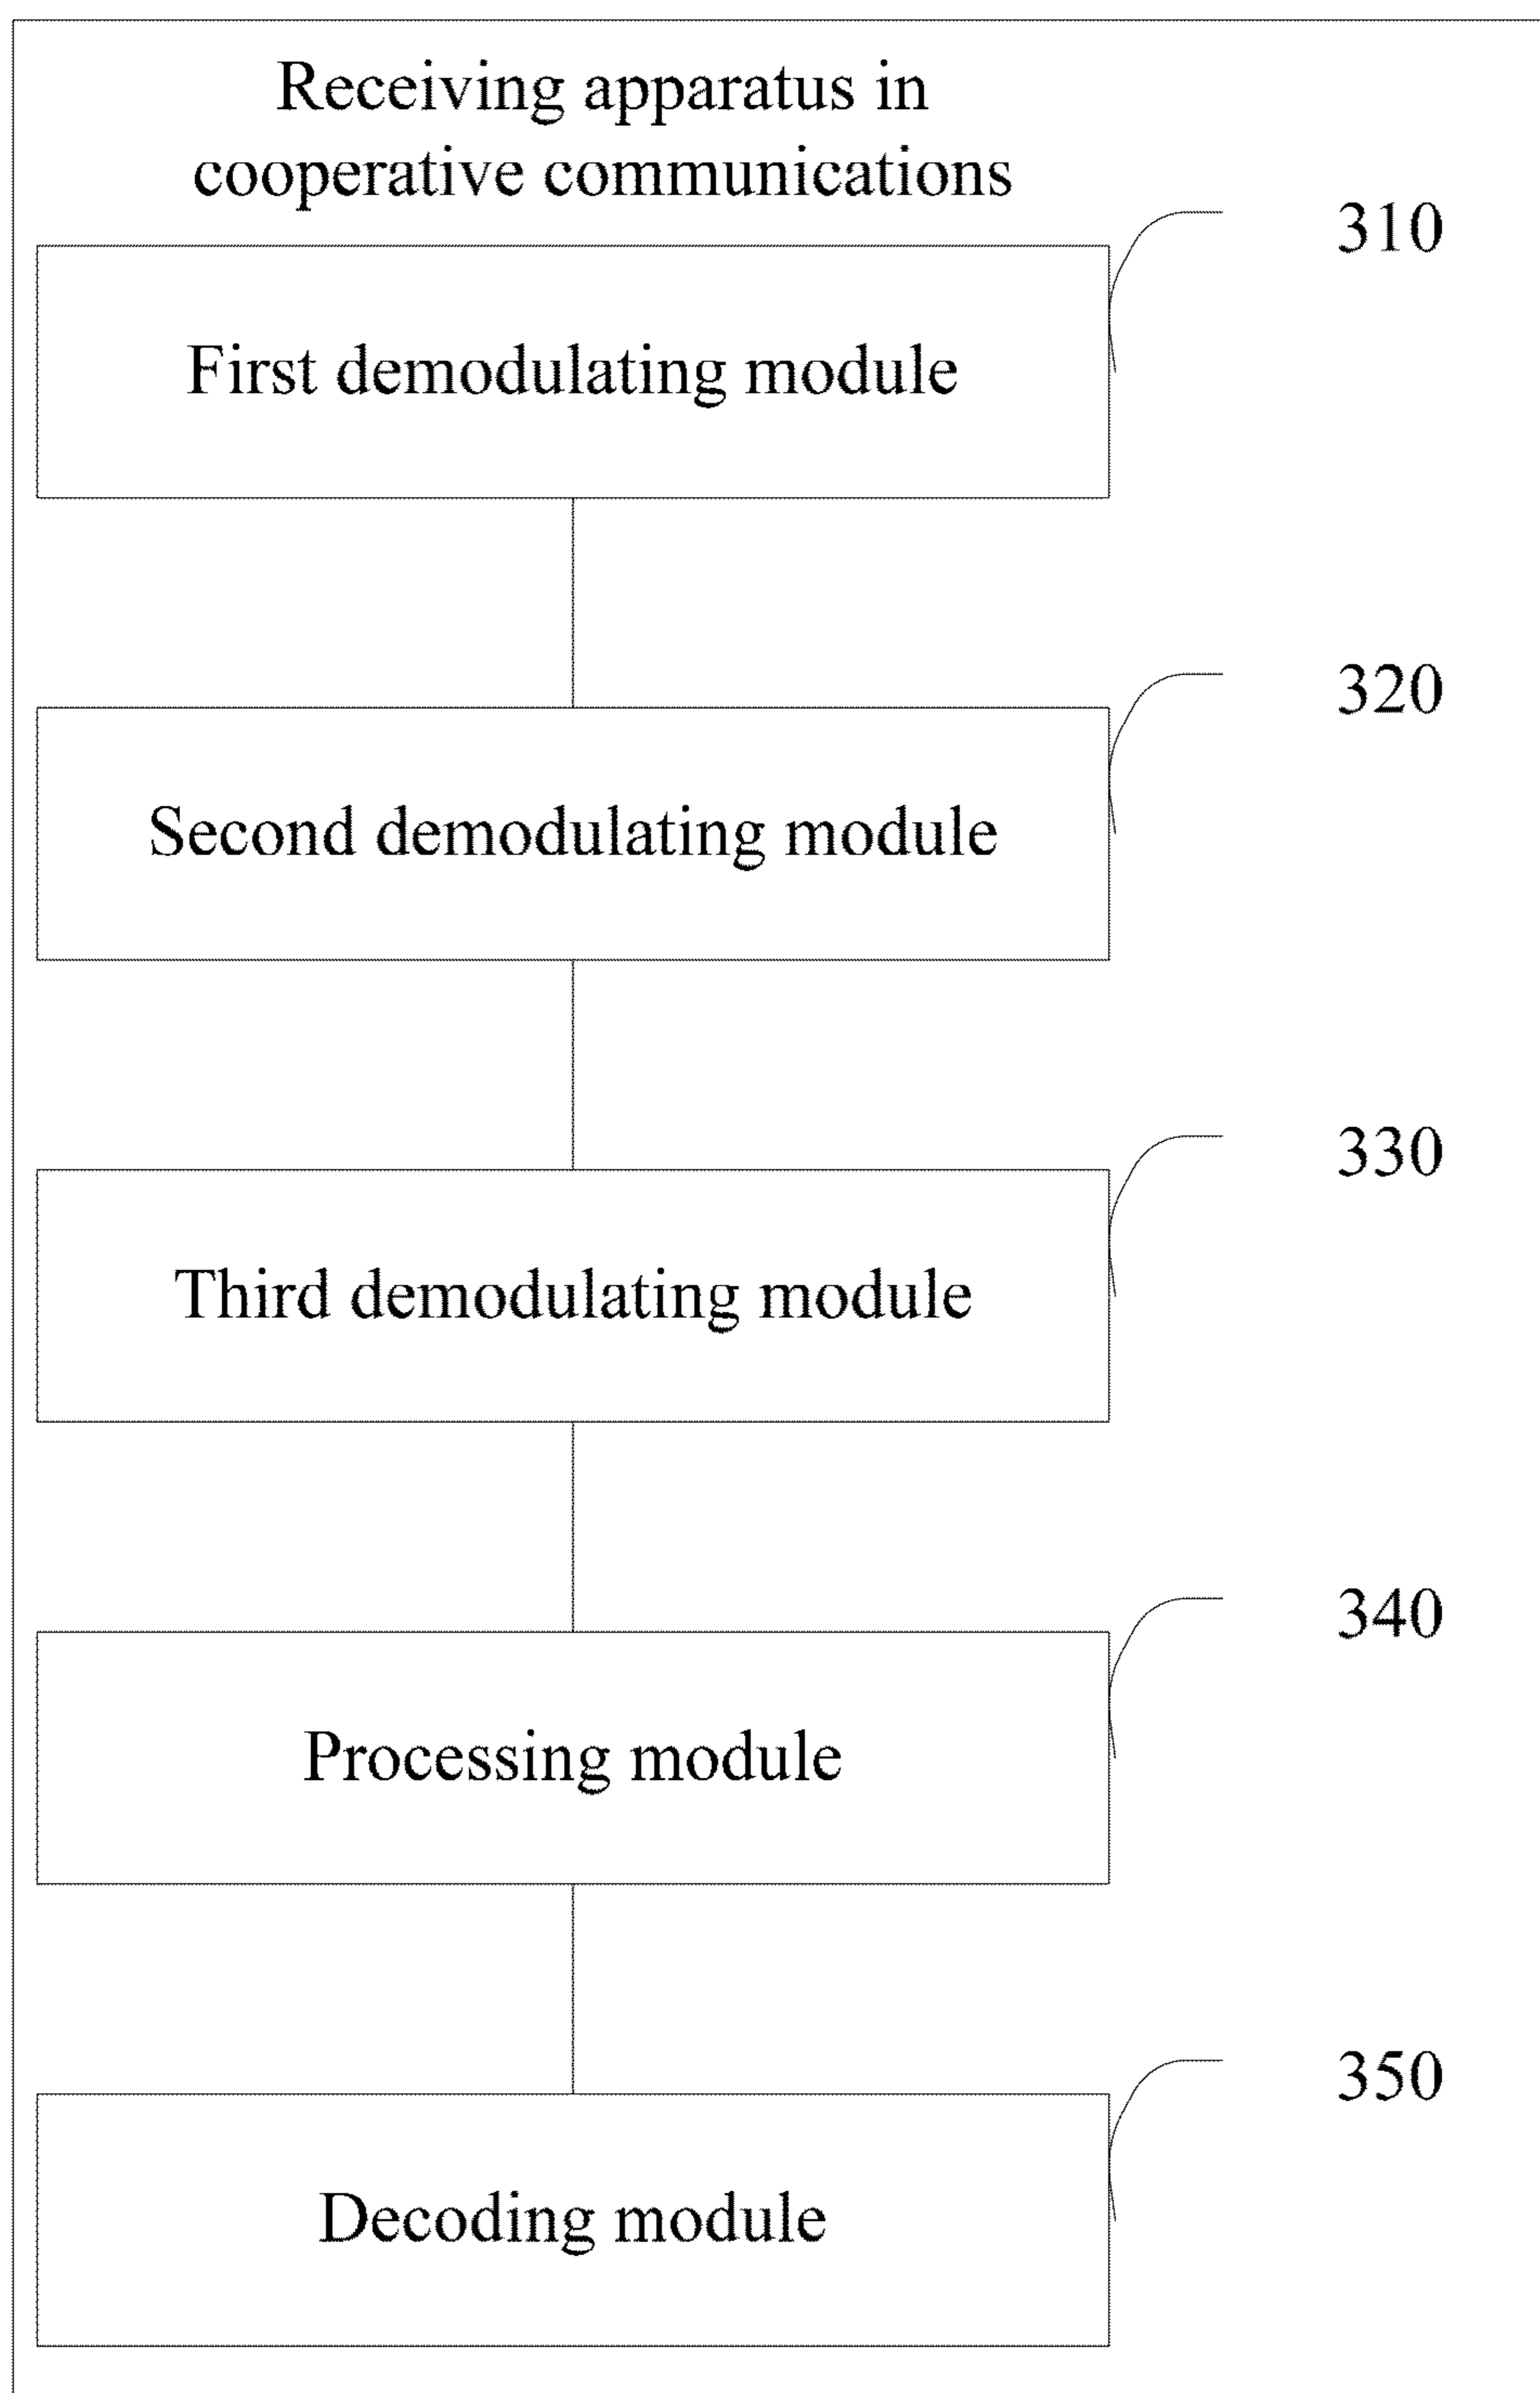 Receiving apparatus in
cooperative communications
310
First demodulating module
320
Second demodulating module
330
Third demodulating module
340
Processing module
350
Decoding module